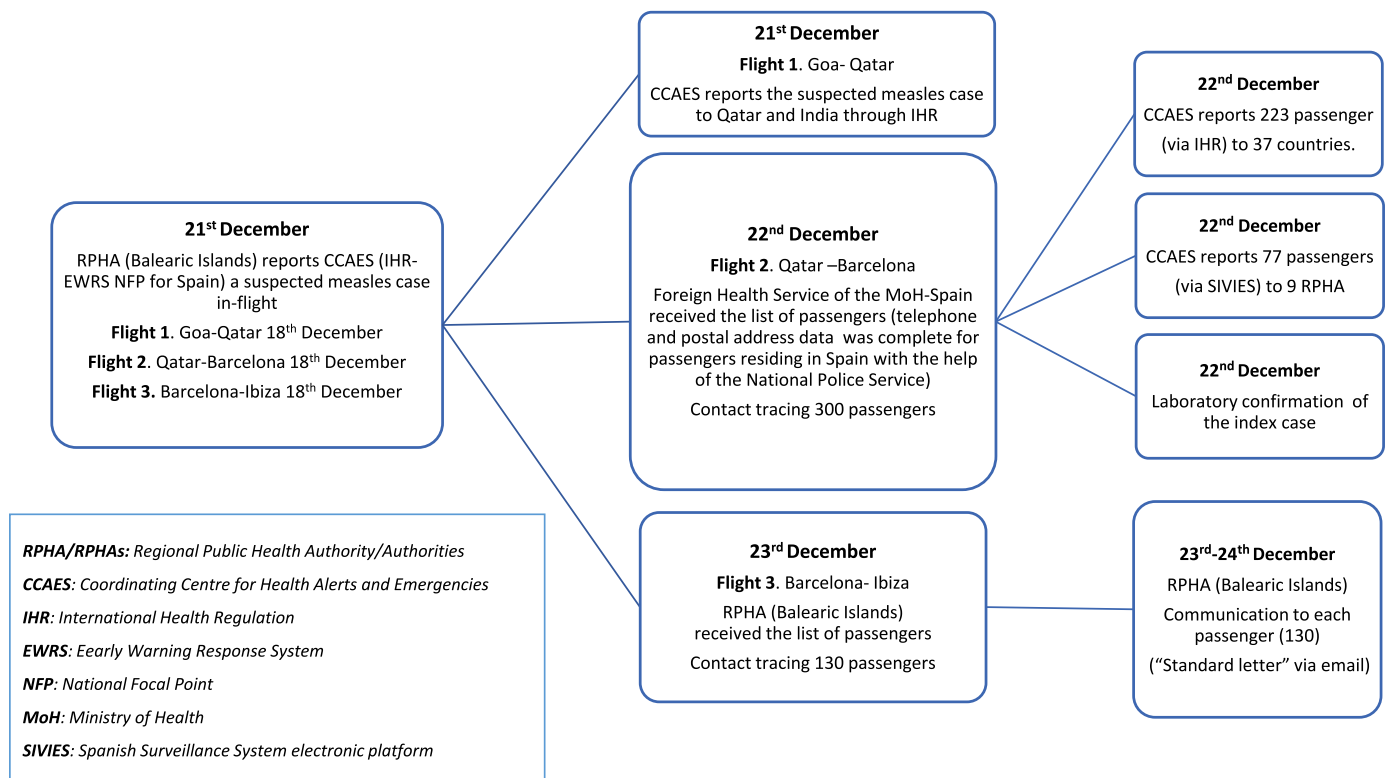 21st December
RPHA (Balearic Islands) reports CCAES (IHR-
EWRS NFP for Spain) a suspected measles case
in-flight
Flight 1. Goa-Qatar 18th December
Flight 2. Qatar-Barcelona 18th December
Flight 3. Barcelona-Ibiza 18th December
21st December
Flight 1. Goa- Qatar
CCAES reports the suspected measles case
to Qatar and India through IHR
22nd December
Flight 2. Qatar –Barcelona
Foreign Health Service of the MoH-Spain
received the list of passengers (telephone
and postal address data was complete for
passengers residing in Spain with the help
of the National Police Service)
Contact tracing 300 passengers
23rd December
Flight 3. Barcelona- Ibiza
RPHA (Balearic Islands)
received the list of passengers
Contact tracing 130 passengers
22nd December
CCAES reports 223 passenger
(via IHR) to 37 countries.
22nd December
CCAES reports 77 passengers
(via SIVIES) to 9 RPHA
22nd December
Laboratory confirmation of
the index case
23rd-24th December
RPHA (Balearic Islands)
Communication to each
passenger (130)
(“Standard letter” via email)
RPHA/RPHAs: Regional Public Health Authority/Authorities
CCAES: Coordinating Centre for Health Alerts and Emergencies
IHR: International Health Regulation
EWRS: Eearly Warning Response System
NFP: National Focal Point
MoH: Ministry of Health
SIVIES: Spanish Surveillance System electronic platform